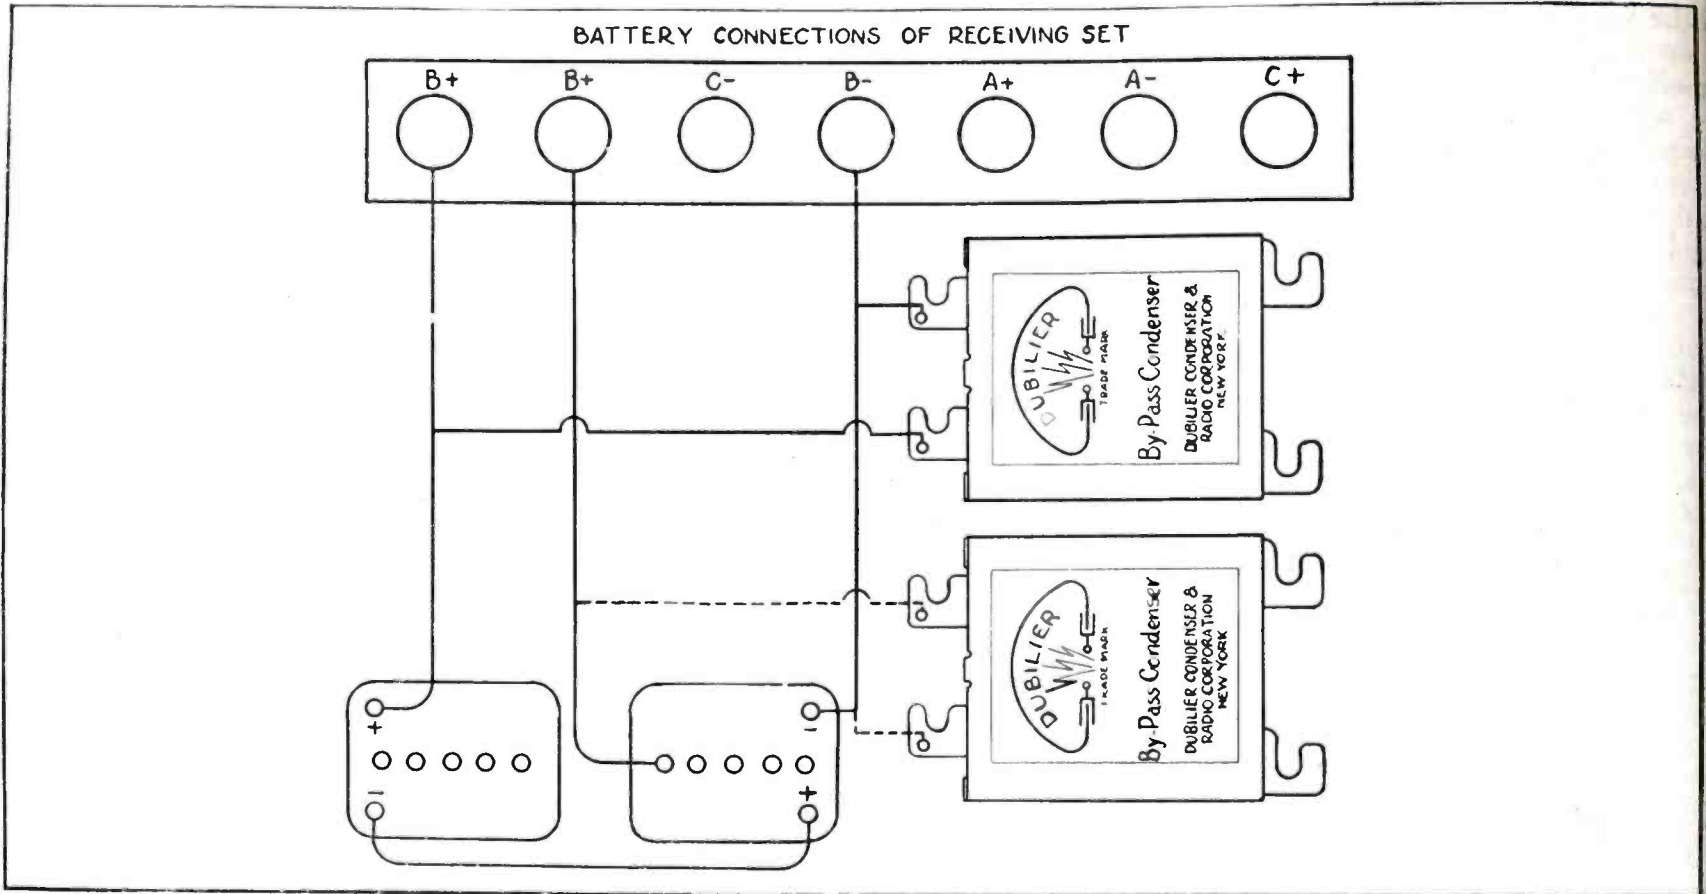 BATTERY CONNECTIONS OF RECEIVING SET
B+ B+ C- B- A+ A- C+
DUBILIER
TRADE MARK
By-Pass Condenser
DUBILIER CONDENSER &
RADIO CORPORATION
NEW YORK
DUBILIER
TRADE MARK
By-Pass Condenser
DUBILIER CONDENSER &
RADIO CORPORATION
NEW YORK
+ -
- +